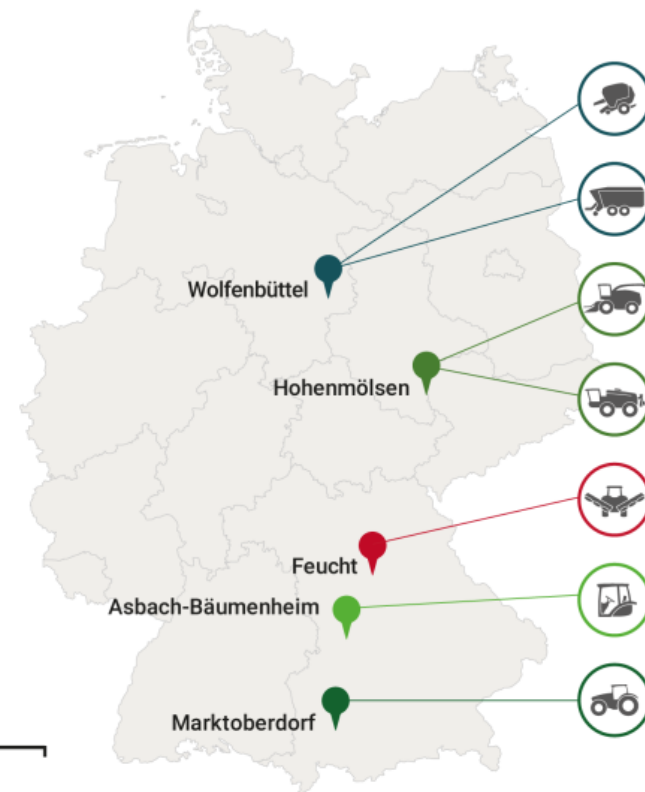 Wolfenbüttel
Hohenmölsen
Feucht
Asbach-Bäumenheim
Marktoberdorf